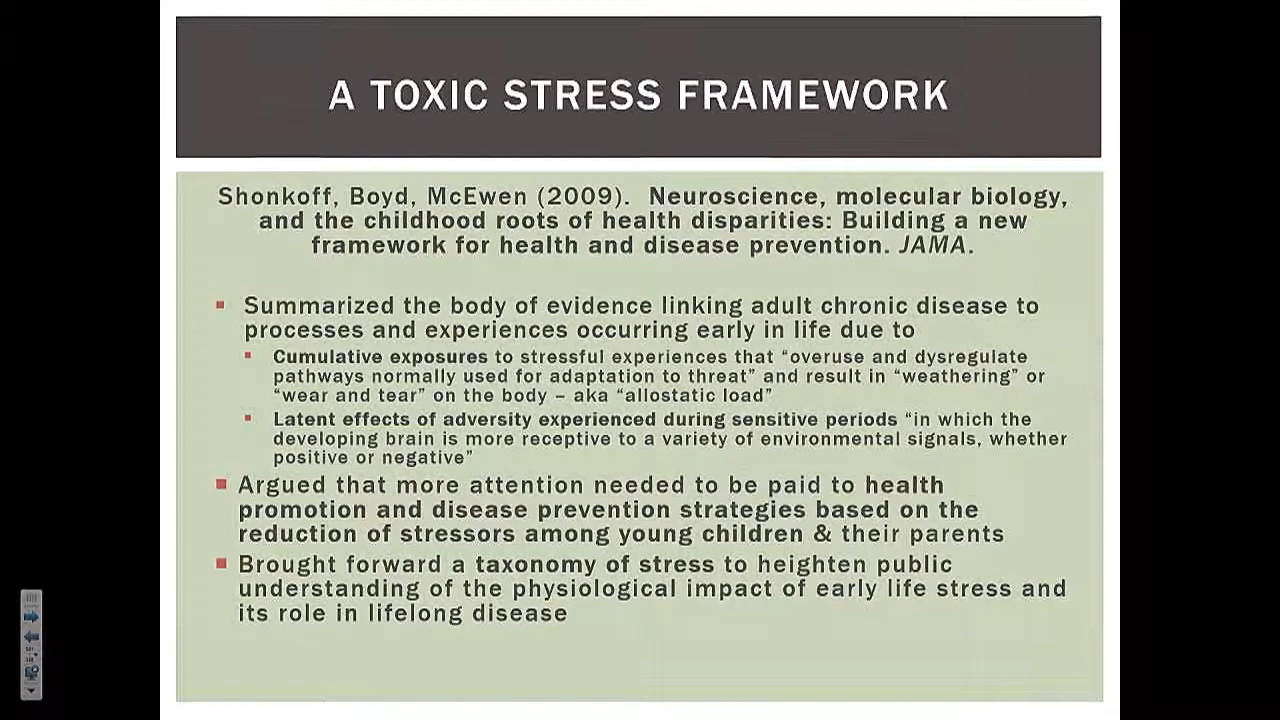 A TOXIC STRESS FRAMEWORK
Shonkoff, Boyd, McEwen (2009).  Neuroscience, molecular biology,
and the childhood roots of health disparities: Building a new
framework for health and disease prevention. JAMA.
▪ Summarized the body of evidence linking adult chronic disease to
processes and experiences occurring early in life due to
▪ Cumulative exposures to stressful experiences that “overuse and dysregulate
pathways normally used for adaptation to threat” and result in “weathering” or
“wear and tear” on the body – aka “allostatic load”
▪ Latent effects of adversity experienced during sensitive periods “in which the
developing brain is more receptive to a variety of environmental signals, whether
positive or negative”
▪ Argued that more attention needed to be paid to health
promotion and disease prevention strategies based on the
reduction of stressors among young children & their parents
▪ Brought forward a taxonomy of stress to heighten public
understanding of the physiological impact of early life stress and
its role in lifelong disease